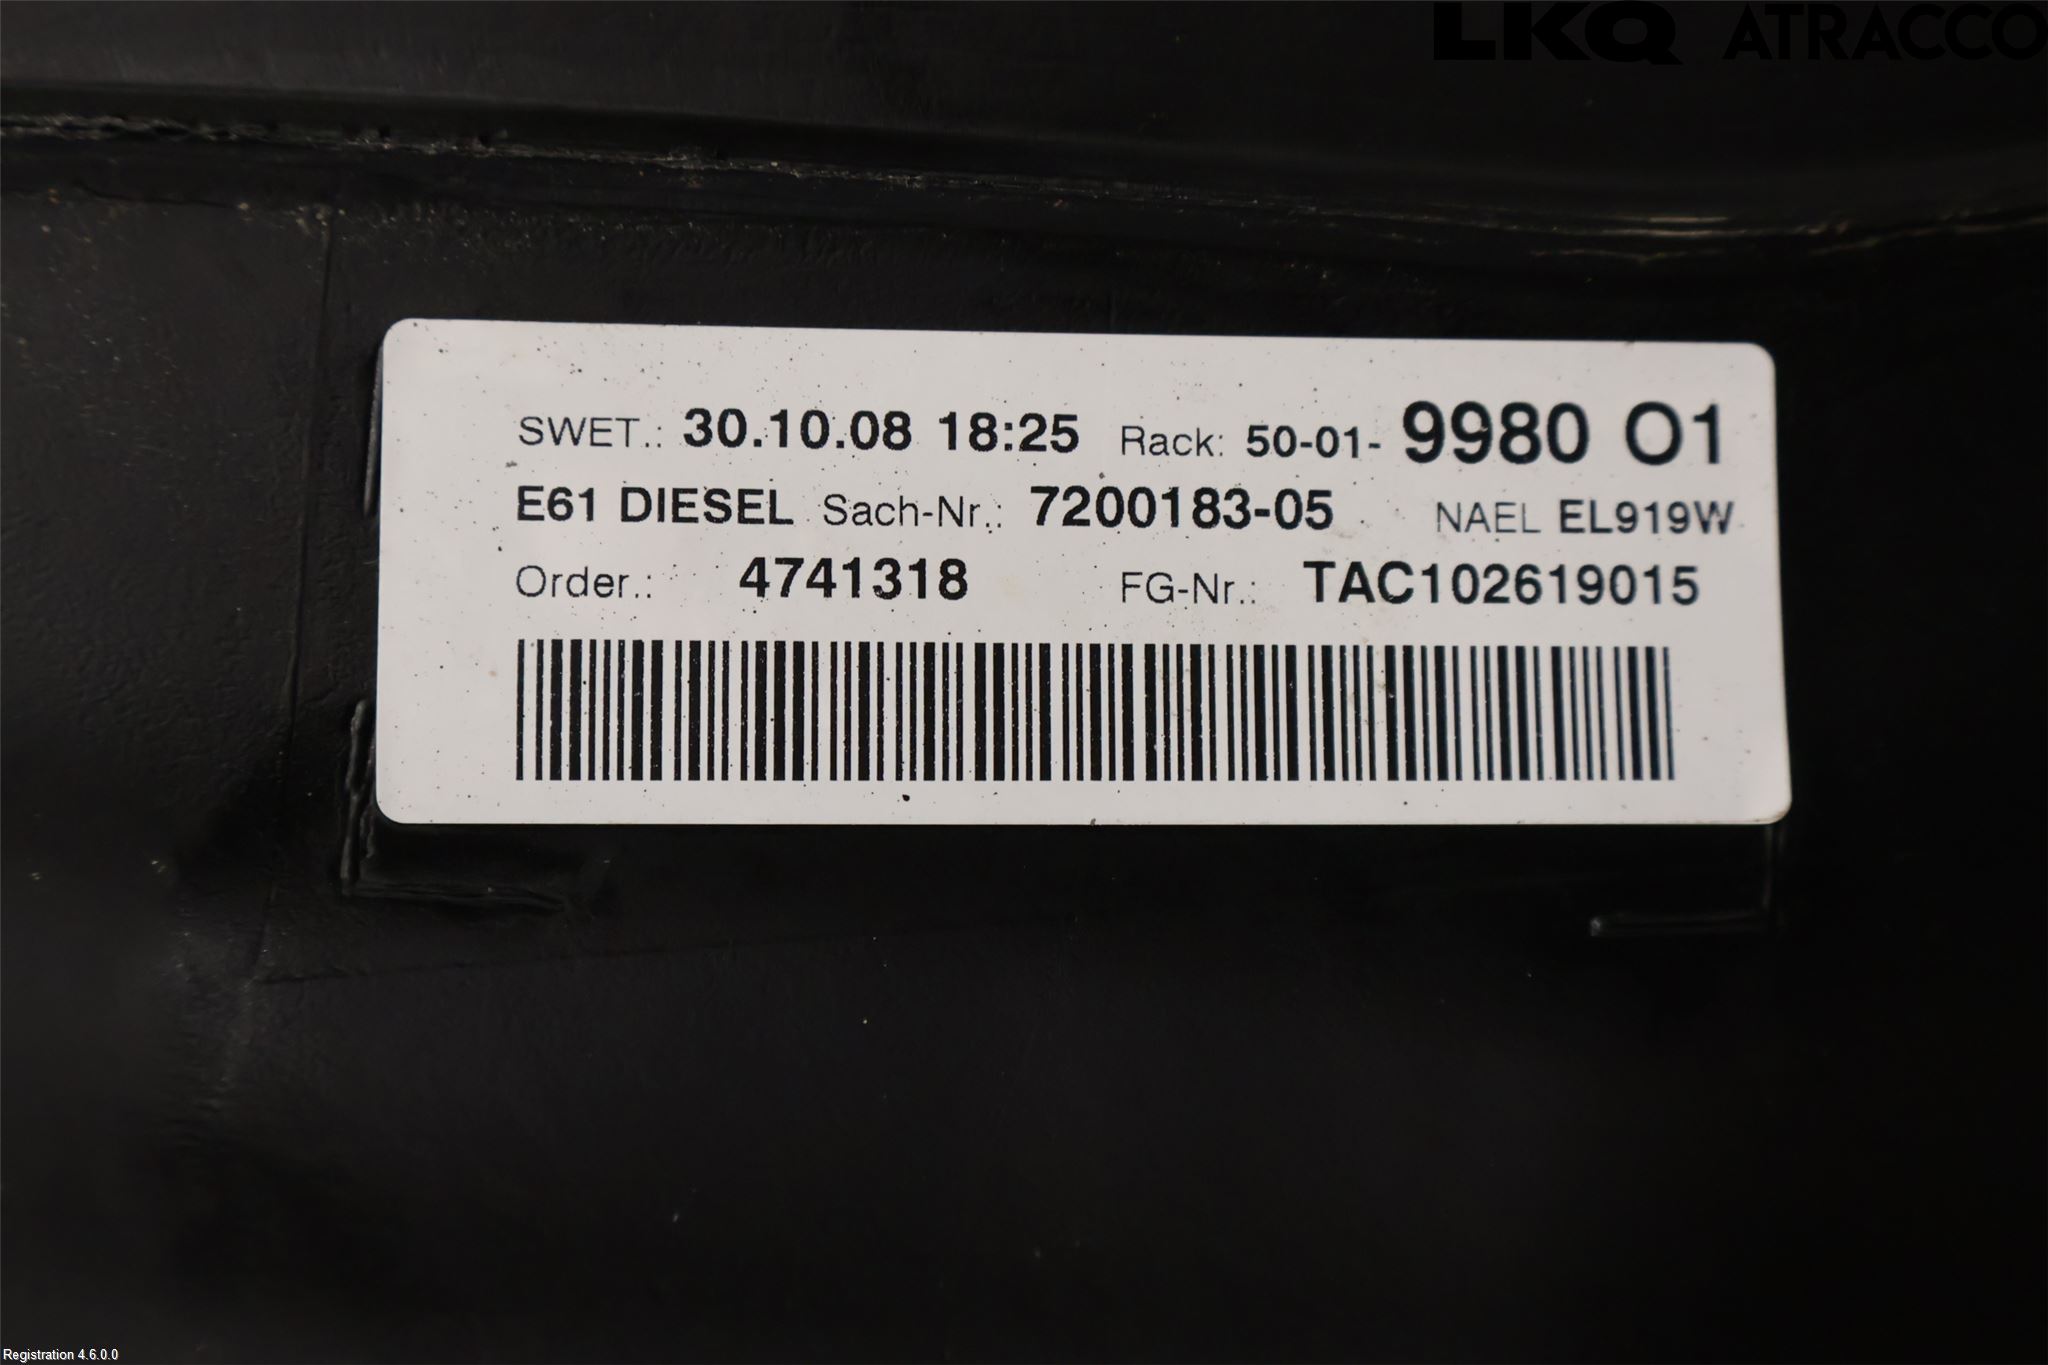 LKQ ATRACCO
SWET.: 30.10.08 18:25 Rack: 50-01- 9980 O1
E61 DIESEL Sach-Nr.: 7200183-05 NAEL EL919W
Order.: 4741318 FG-Nr.: TAC102619015
Registration 4.6.0.0